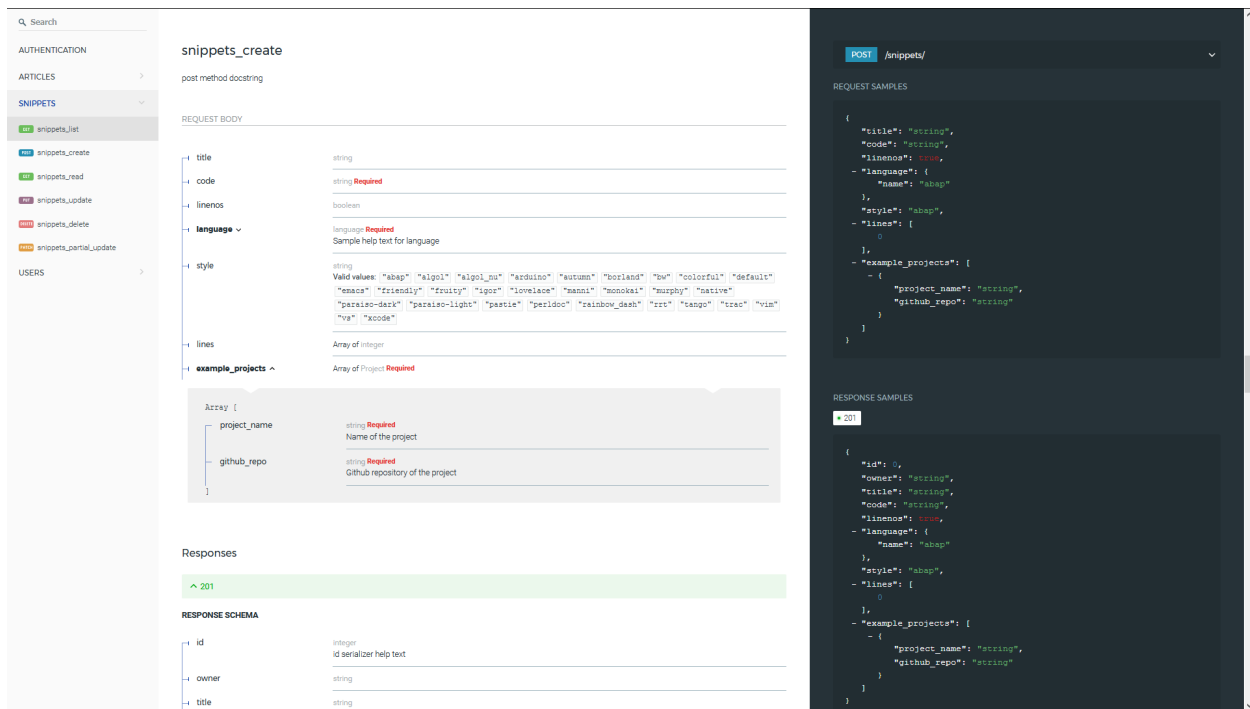 Search
AUTHENTICATION
ARTICLES
SNIPPETS
GET snippets_list
POST snippets_create
GET snippets_read
PUT snippets_update
DELETE snippets_delete
PATCH snippets_partial_update
USERS
snippets_create
post method docstring
REQUEST BODY
title string
code string Required
linenos boolean
language language Required
Sample help text for language
style string
Valid values: "abap" "algol" "algol_nu" "arduino" "autumn" "borland" "bw" "colorful" "default"
"emacs" "friendly" "fruity" "igor" "lovelace" "manni" "monokai" "murphy" "native"
"paraiso-dark" "paraiso-light" "pastie" "perldoc" "rainbow_dash" "rrt" "tango" "trac" "vim"
"vs" "xcode"
lines Array of integer
example_projects Array of Project Required
Array [
project_name string Required
Name of the project
github_repo string Required
Github repository of the project
]
Responses
201
RESPONSE SCHEMA
id integer
id serializer help text
owner string
title string
POST /snippets/
REQUEST SAMPLES
{
"title": "string",
"code": "string",
"linenos": true,
- "language": {
"name": "abap"
},
"style": "abap",
- "lines": [
0
],
- "example_projects": [
- {
"project_name": "string",
"github_repo": "string"
}
]
}
RESPONSE SAMPLES
201
{
"id": 0,
"owner": "string",
"title": "string",
"code": "string",
"linenos": true,
- "language": {
"name": "abap"
},
"style": "abap",
- "lines": [
0
],
- "example_projects": [
- {
"project_name": "string",
"github_repo": "string"
}
]
}